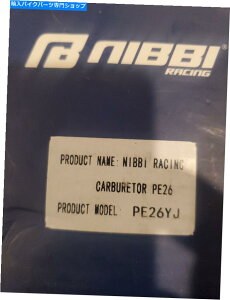 輸入バイクパーツ専門ショップ
NIBBI
RACING
PRODUCT NAME: NIBBI RACING
CARBURETOR PE26
PRODUCT MODEL: PE26YJ